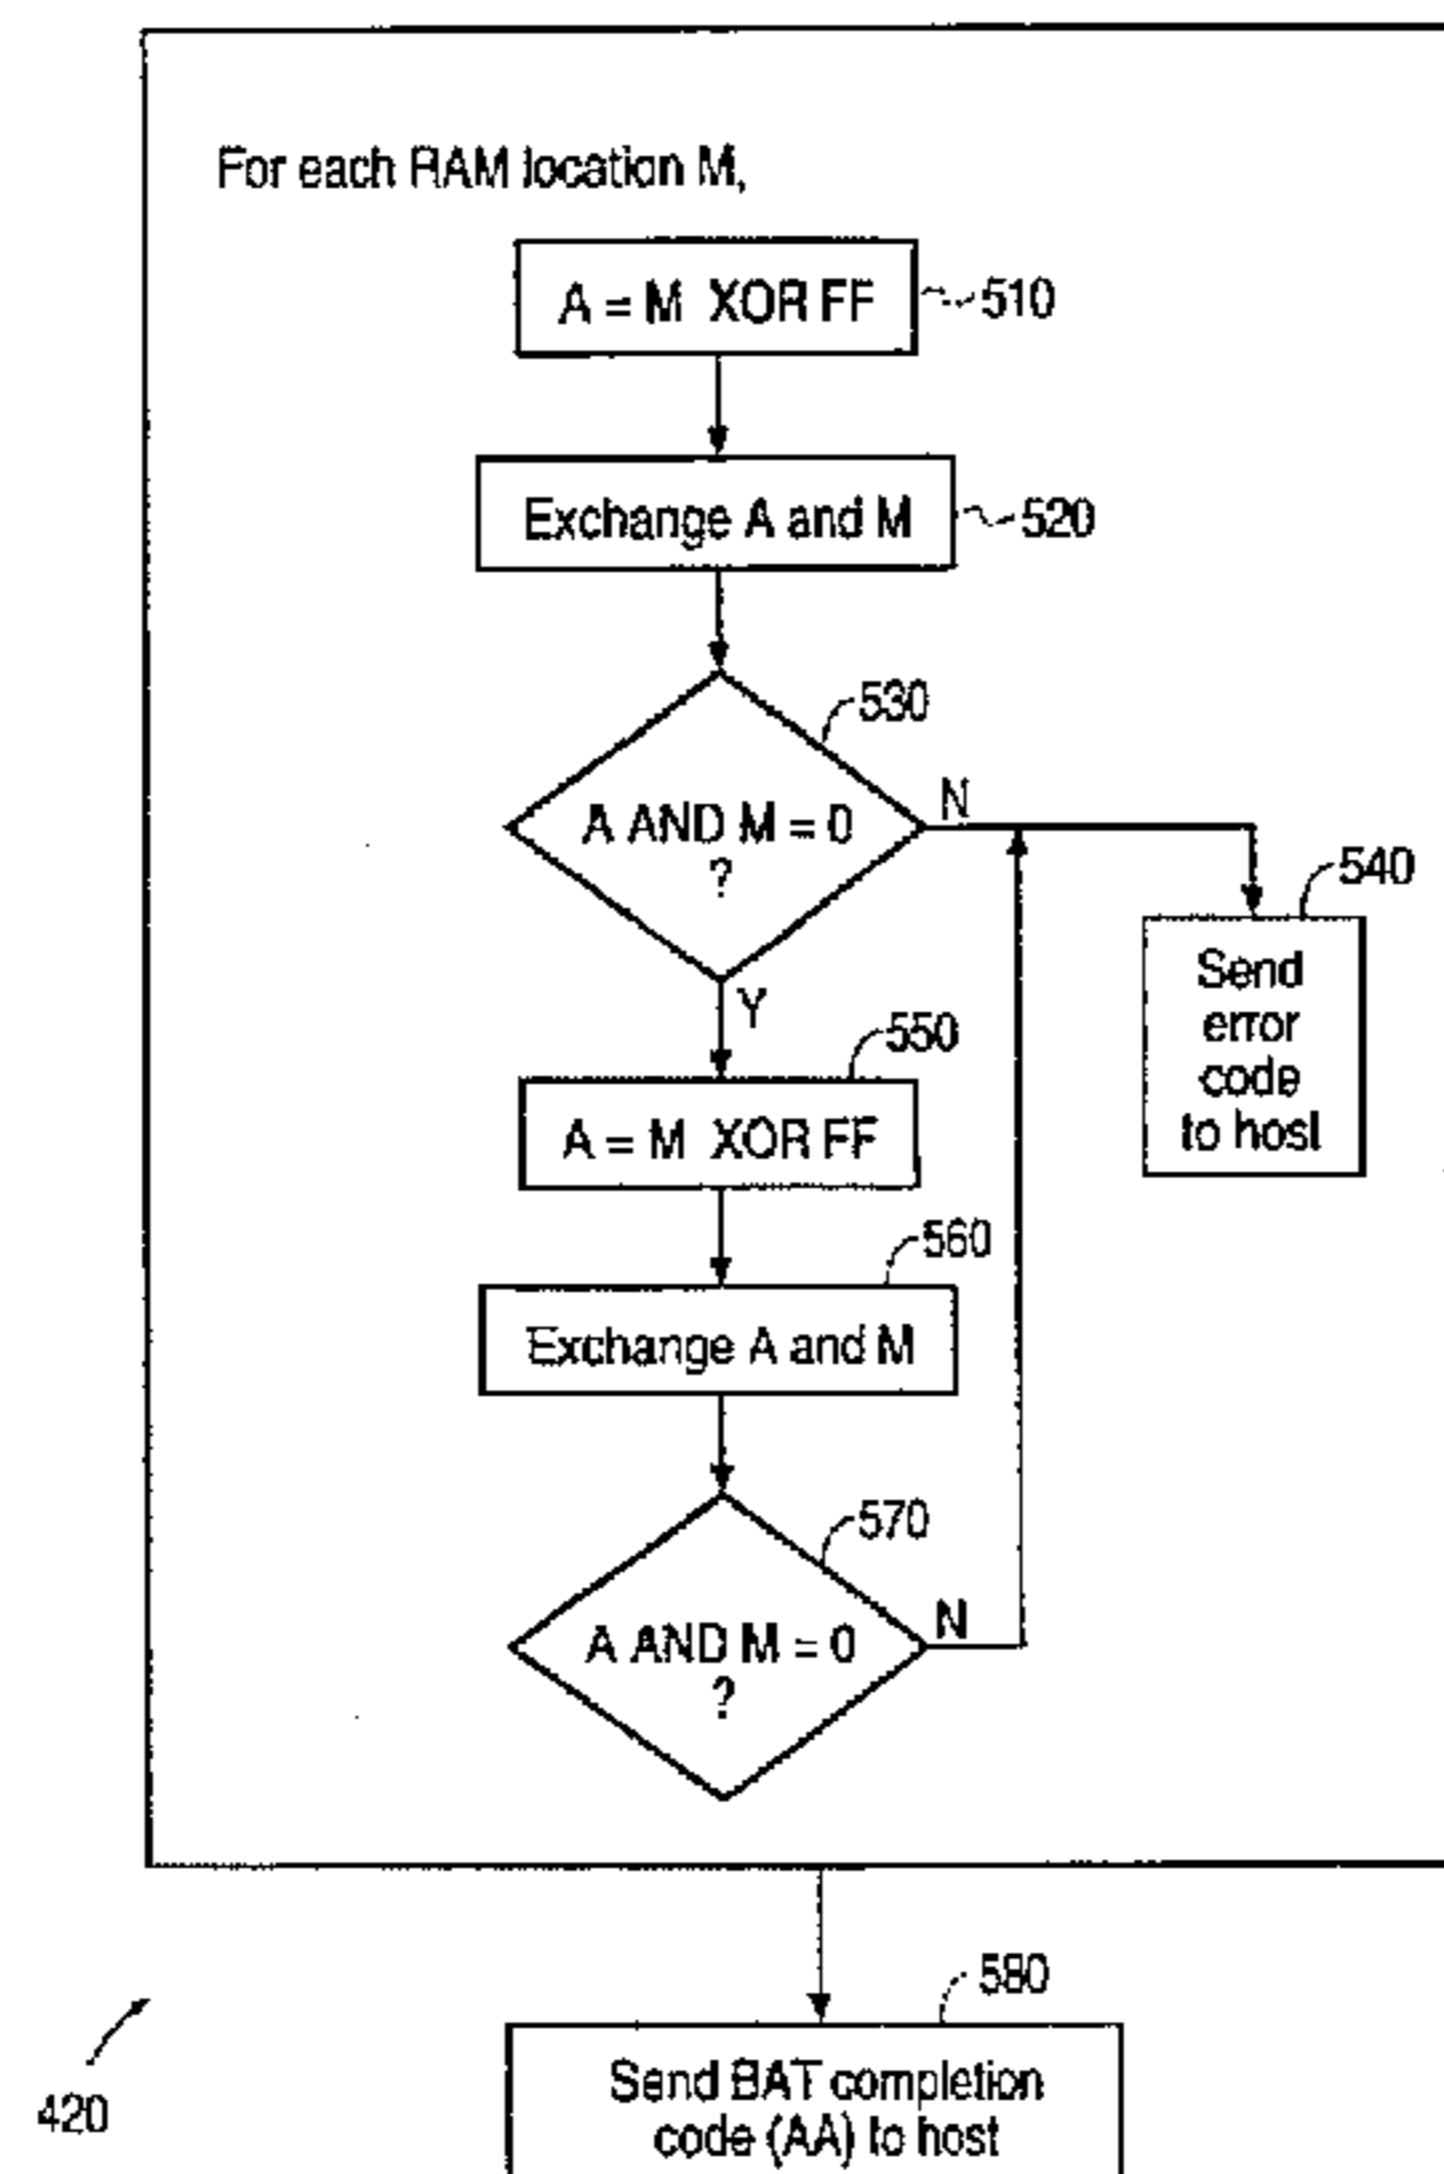 For each RAM location M,
A = M XOR FF
510
Exchange A and M
520
530
A AND M = 0
?
N
Y
540
Send
error
code
to host
550
A = M XOR FF
560
Exchange A and M
570
A AND M = 0
?
N
580
Send BAT completion
code (AA) to host
420